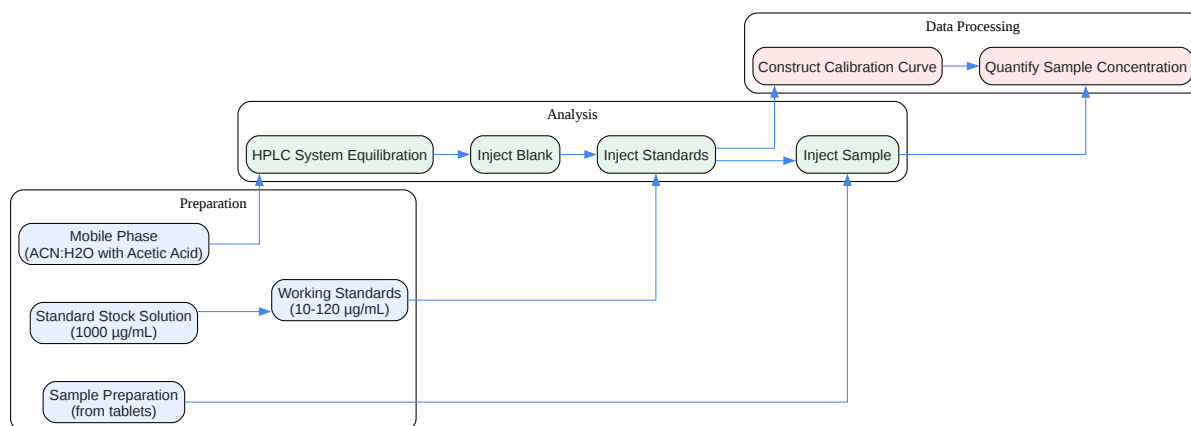 Data Processing
Construct Calibration Curve
Quantify Sample Concentration
Analysis
HPLC System Equilibration
Inject Blank
Inject Standards
Inject Sample
Preparation
Mobile Phase
(ACN:H2O with Acetic Acid)
Standard Stock Solution
(1000 µg/mL)
Working Standards
(10-120 µg/mL)
Sample Preparation
(from tablets)